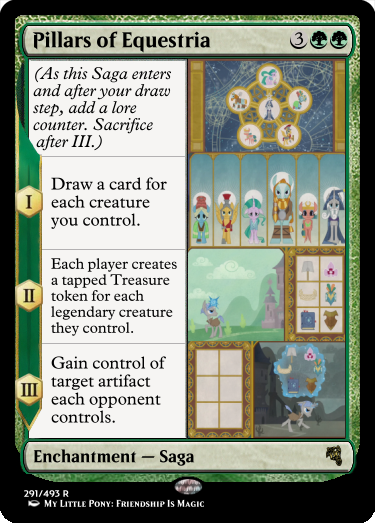 Pillars of Equestria 3
(As this Saga enters
and after your draw
step, add a lore
counter. Sacrifice
after III.)
I
Draw a card for
each creature
you control.
II
Each player creates
a tapped Treasure
token for each
legendary creature
they control.
III
Gain control of
target artifact
each opponent
controls.
Enchantment — Saga
291/493 R
My Little Pony: Friendship Is Magic